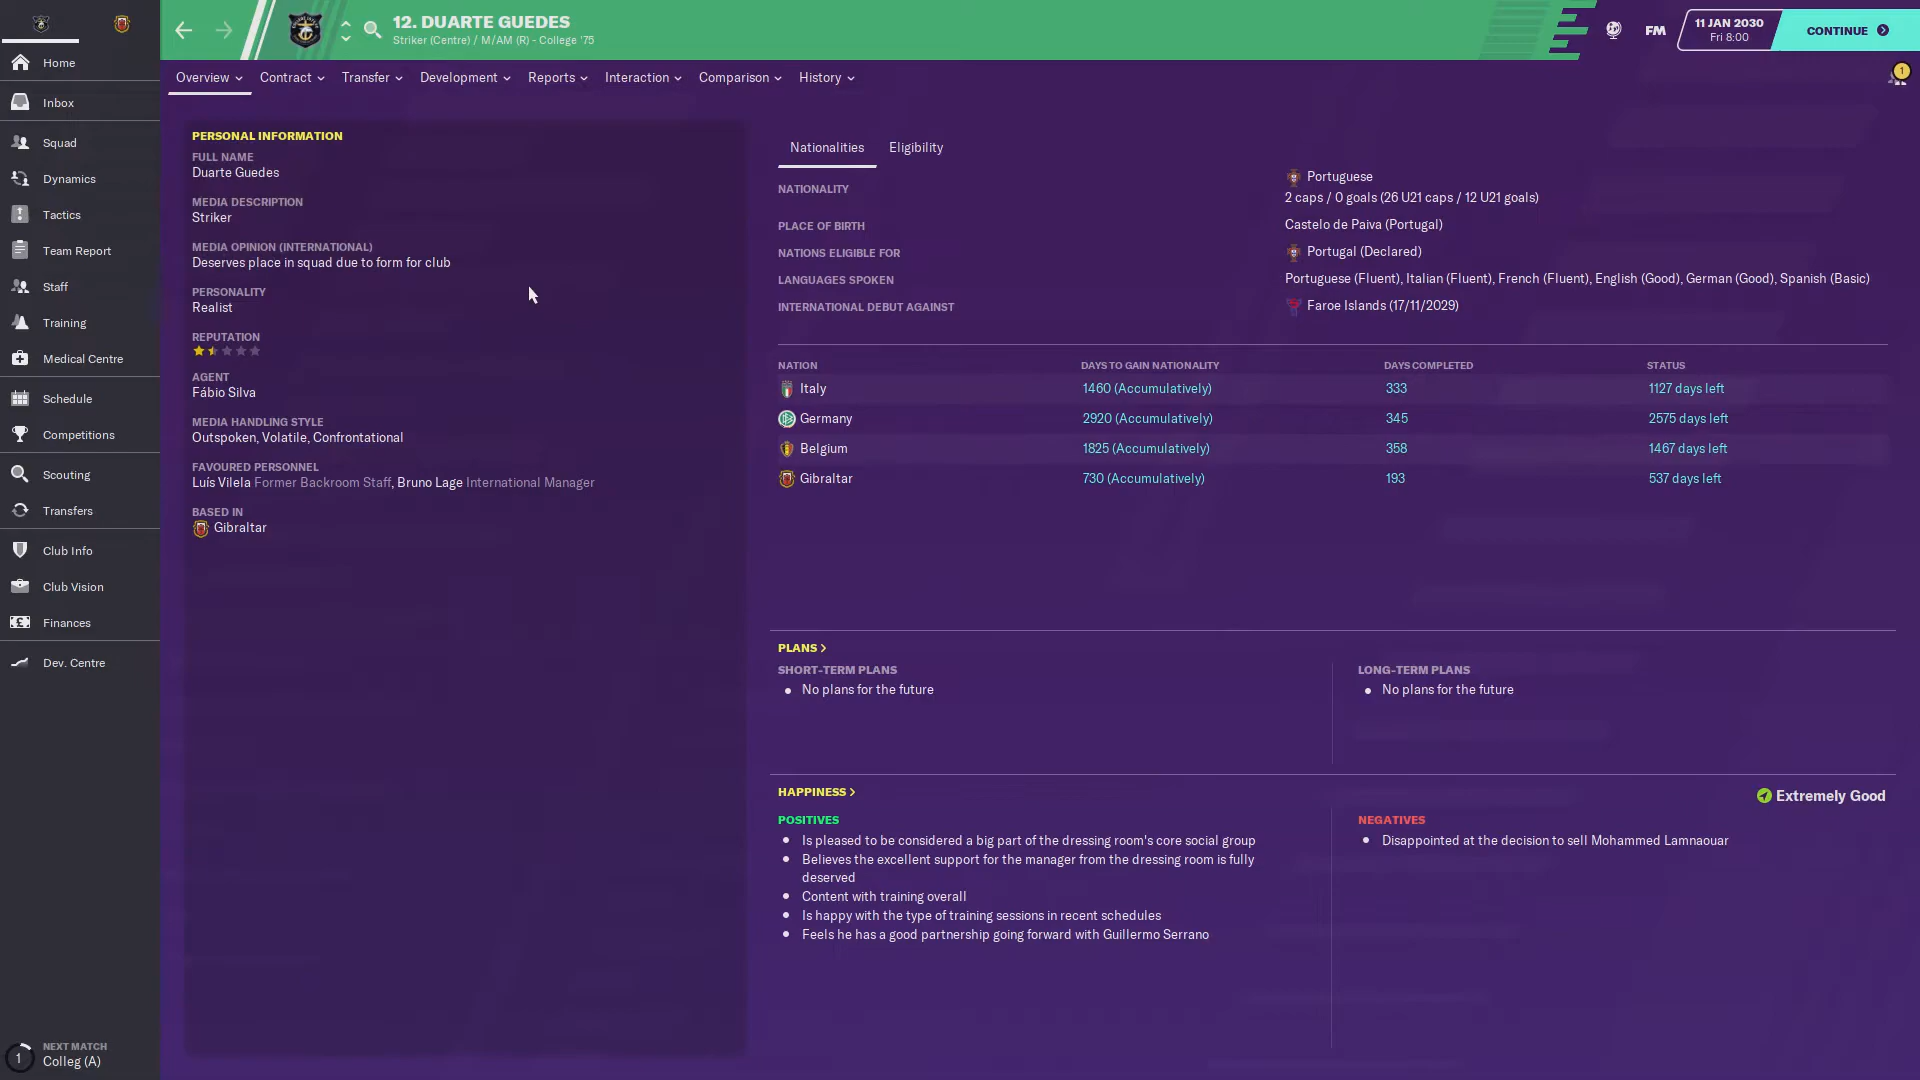 12. DUARTE GUEDES
Striker (Centre) / M/AM (R) - College '75
FM
11 JAN 2030
Fri 8:00
CONTINUE
Home
Overview
Contract
Transfer
Development
Reports
Interaction
Comparison
History
1
Inbox
Squad
Dynamics
Tactics
Team Report
Staff
Training
Medical Centre
Schedule
Competitions
Scouting
Transfers
Club Info
Club Vision
Finances
Dev. Centre
1
NEXT MATCH
Colleg (A)
PERSONAL INFORMATION
FULL NAME
Duarte Guedes
MEDIA DESCRIPTION
Striker
MEDIA OPINION (INTERNATIONAL)
Deserves place in squad due to form for club
PERSONALITY
Realist
REPUTATION
AGENT
Fábio Silva
MEDIA HANDLING STYLE
Outspoken, Volatile, Confrontational
FAVOURED PERSONNEL
Luís Vilela Former Backroom Staff, Bruno Lage International Manager
BASED IN
Gibraltar
Nationalities
Eligibility
NATIONALITY
Portuguese
2 caps / 0 goals (26 U21 caps / 12 U21 goals)
PLACE OF BIRTH
Castelo de Paiva (Portugal)
NATIONS ELIGIBLE FOR
Portugal (Declared)
LANGUAGES SPOKEN
Portuguese (Fluent), Italian (Fluent), French (Fluent), English (Good), German (Good), Spanish (Basic)
INTERNATIONAL DEBUT AGAINST
Faroe Islands (17/11/2029)
NATION DAYS TO GAIN NATIONALITY DAYS COMPLETED STATUS
Italy 1460 (Accumulatively) 333 1127 days left
Germany 2920 (Accumulatively) 345 2575 days left
Belgium 1825 (Accumulatively) 358 1467 days left
Gibraltar 730 (Accumulatively) 193 537 days left
PLANS >
SHORT-TERM PLANS
No plans for the future
LONG-TERM PLANS
No plans for the future
HAPPINESS >
Extremely Good
POSITIVES
Is pleased to be considered a big part of the dressing room's core social group
Believes the excellent support for the manager from the dressing room is fully
deserved
Content with training overall
Is happy with the type of training sessions in recent schedules
Feels he has a good partnership going forward with Guillermo Serrano
NEGATIVES
Disappointed at the decision to sell Mohammed Lamnaouar